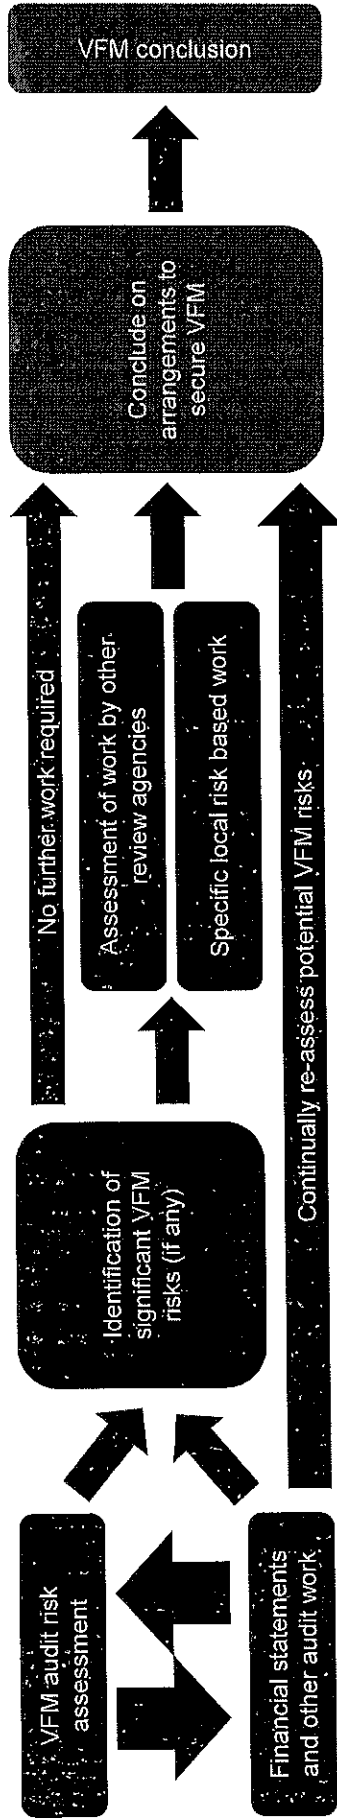 VFM audit risk
assessment
Financial statements
and other audit work
Identification of
significant VFM
risks (if any)
No further work required
Assessment of work by other
review agencies
Specific local risk based work
Continually re-assess potential VFM risks
Conclude on
arrangements to
secure VFM
VFM conclusion